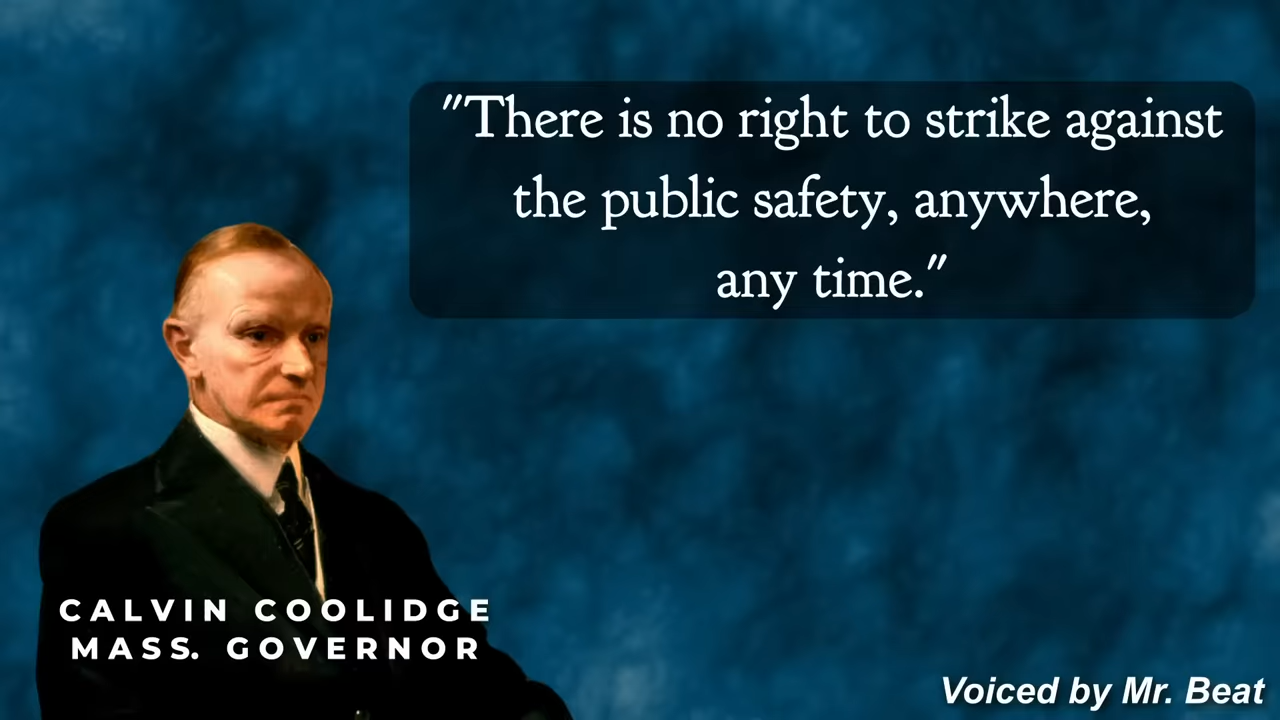 "There is no right to strike against
the public safety, anywhere,
any time."
CALVIN COOLIDGE
MASS. GOVERNOR
Voiced by Mr. Beat